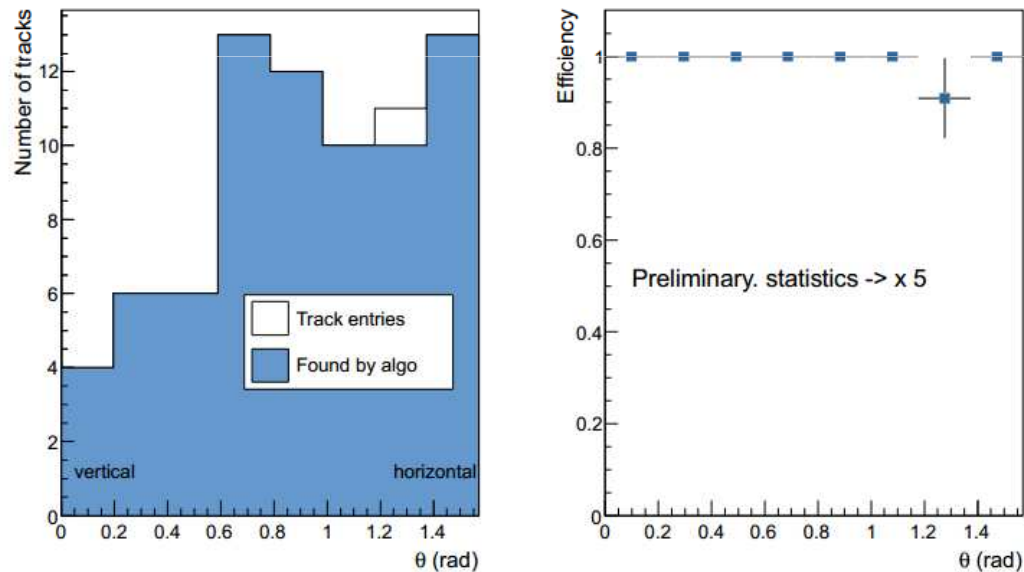 Number of tracks
12
10
8
6
4
2
0
Track entries
Found by algo
vertical
horizontal
0 0.2 0.4 0.6 0.8 1 1.2 1.4
θ (rad)
Efficiency
1
0.8
0.6
0.4
0.2
0
Preliminary. statistics -> x 5
0 0.2 0.4 0.6 0.8 1 1.2 1.4
θ (rad)